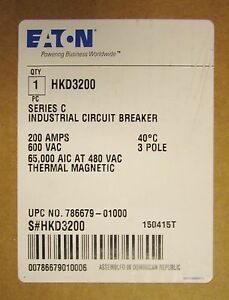 EATON
Powering Business Worldwide™
QTY
1 HKD3200
PC
SERIES C
INDUSTRIAL CIRCUIT BREAKER
200 AMPS 40°C
600 VAC 3 POLE
65,000 AIC AT 480 VAC
THERMAL MAGNETIC
UPC NO. 786679-01000
S#HKD3200 150415T
00786679010006
ASSEMBLED IN DOMINICAN REPUBLIC